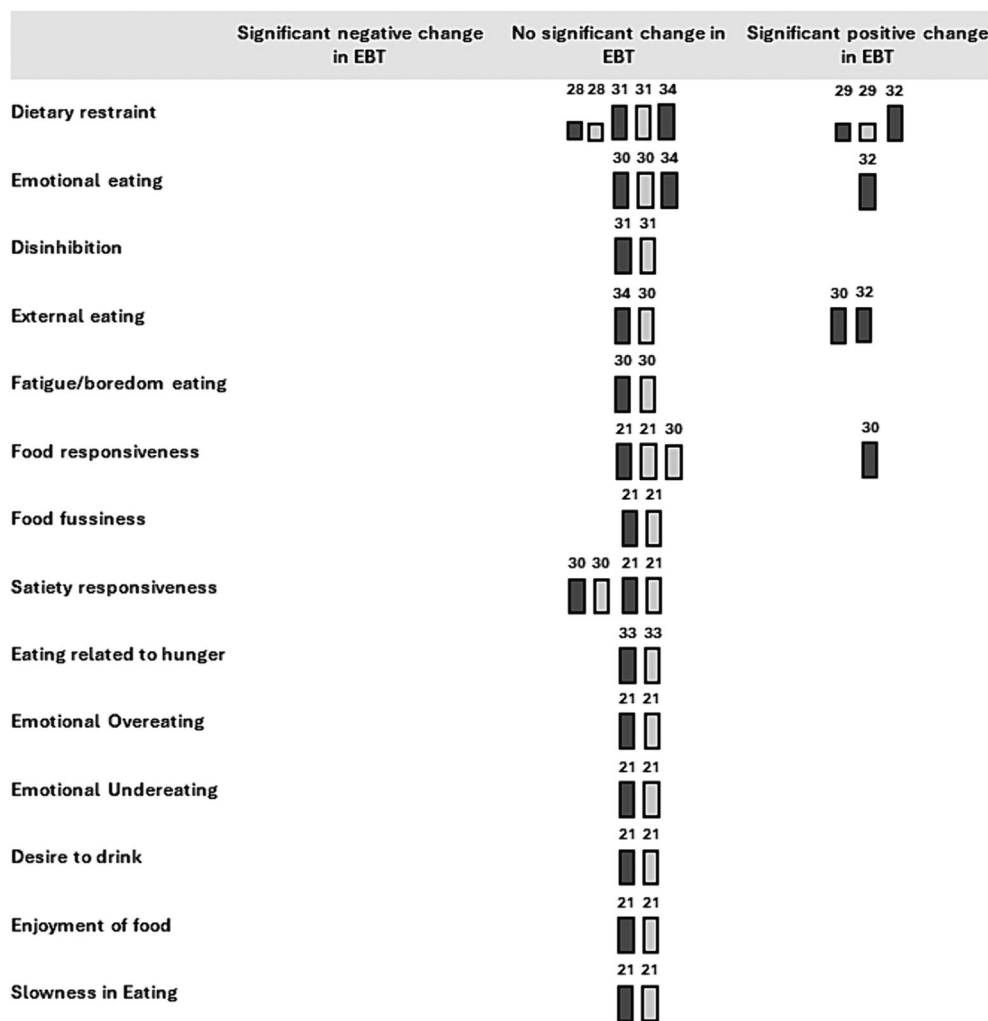 Significant negative change No significant change in Significant positive change
in EBT EBT in EBT
28 28 31 31 34 29 29 32
Dietary restraint
30 30 34 32
Emotional eating
31 31
Disinhibition
34 30 30 32
External eating
30 30
Fatigue/boredom eating
21 21 30 30
Food responsiveness
21 21
Food fussiness
30 30 21 21
Satiety responsiveness
33 33
Eating related to hunger
21 21
Emotional Overeating
21 21
Emotional Undereating
21 21
Desire to drink
21 21
Enjoyment of food
21 21
Slowness in Eating